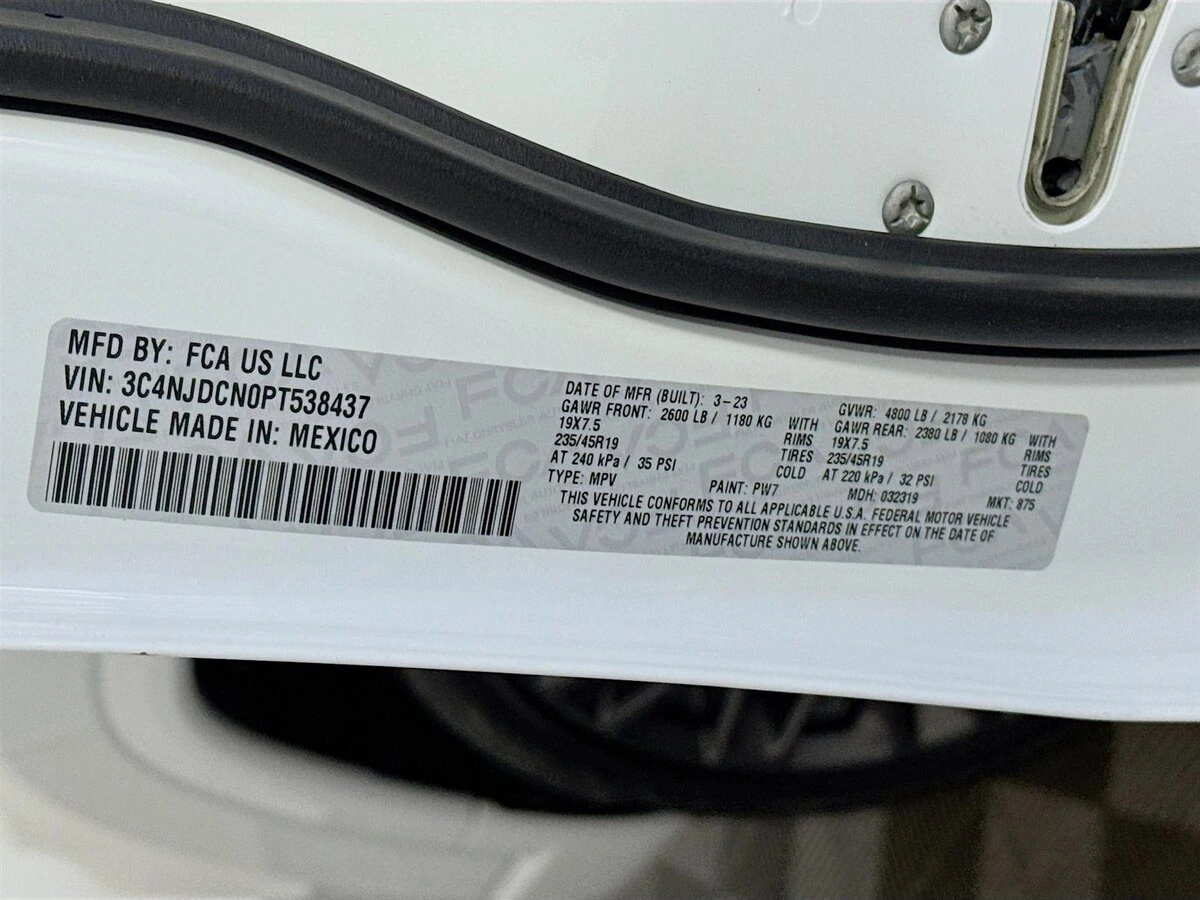 MFD BY: FCA US LLC
VIN: 3C4NJDCN0PT538437
VEHICLE MADE IN: MEXICO
DATE OF MFR (BUILT): 3-23 GVWR: 4800 LB / 2178 KG
GAWR FRONT: 2600 LB / 1180 KG WITH GAWR REAR: 2380 LB / 1080 KG WITH
19X7.5 RIMS 19X7.5 RIMS
235/45R19 TIRES 235/45R19 TIRES
AT 240 kPa / 35 PSI COLD AT 220 kPa / 32 PSI COLD
TYPE: MPV PAINT: PW7 MDH: 032319 MKT: 875
THIS VEHICLE CONFORMS TO ALL APPLICABLE U.S.A. FEDERAL MOTOR VEHICLE
SAFETY AND THEFT PREVENTION STANDARDS IN EFFECT ON THE DATE OF
MANUFACTURE SHOWN ABOVE.